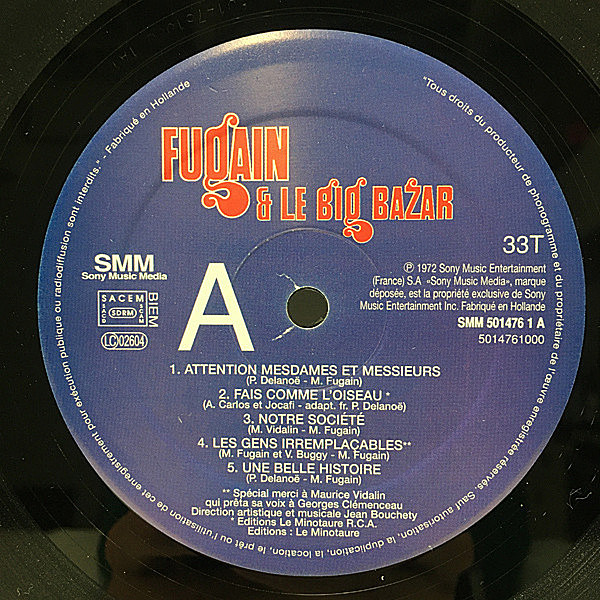 FUGAIN
& LE BIG BAZAR
33T
SMM
Sony Music Media
SACEM
SACD
SDRM
SCAM
BIEM
LC 02604
A
℗ 1972 Sony Music Entertainment
(France) S.A «Sony Music Media», marque
déposée, est la propriété exclusive de Sony
Music Entertainment Inc. Fabriqué en Hollande
SMM 501476 1 A
5014761000
1. ATTENTION MESDAMES ET MESSIEURS
(P. Delanoë - M. Fugain)
2. FAIS COMME L'OISEAU *
(A. Carlos et Jocafi - adapt. fr. P. Delanoë)
3. NOTRE SOCIÉTÉ
(M. Vidalin - M. Fugain)
4. LES GENS IRREMPLAÇABLES**
(M. Fugain et V. Buggy - M. Fugain)
5. UNE BELLE HISTOIRE
(P. Delanoë - M. Fugain)
** Spécial merci à Maurice Vidalin
qui prêta sa voix à Georges Clémenceau
Direction artistique et musicale Jean Bouchety
* Editions Le Minotaure R.C.A.
Editions : Le Minotaure
"Tous droits du producteur de phonogramme et du propriétaire de l'œuvre enregistrée réservés. Sauf autorisation, la duplication, la location, le prêt ou l'utilisation de cet enregistrement pour exécution publique ou radiodiffusion sont interdits." - Fabriqué en Hollande